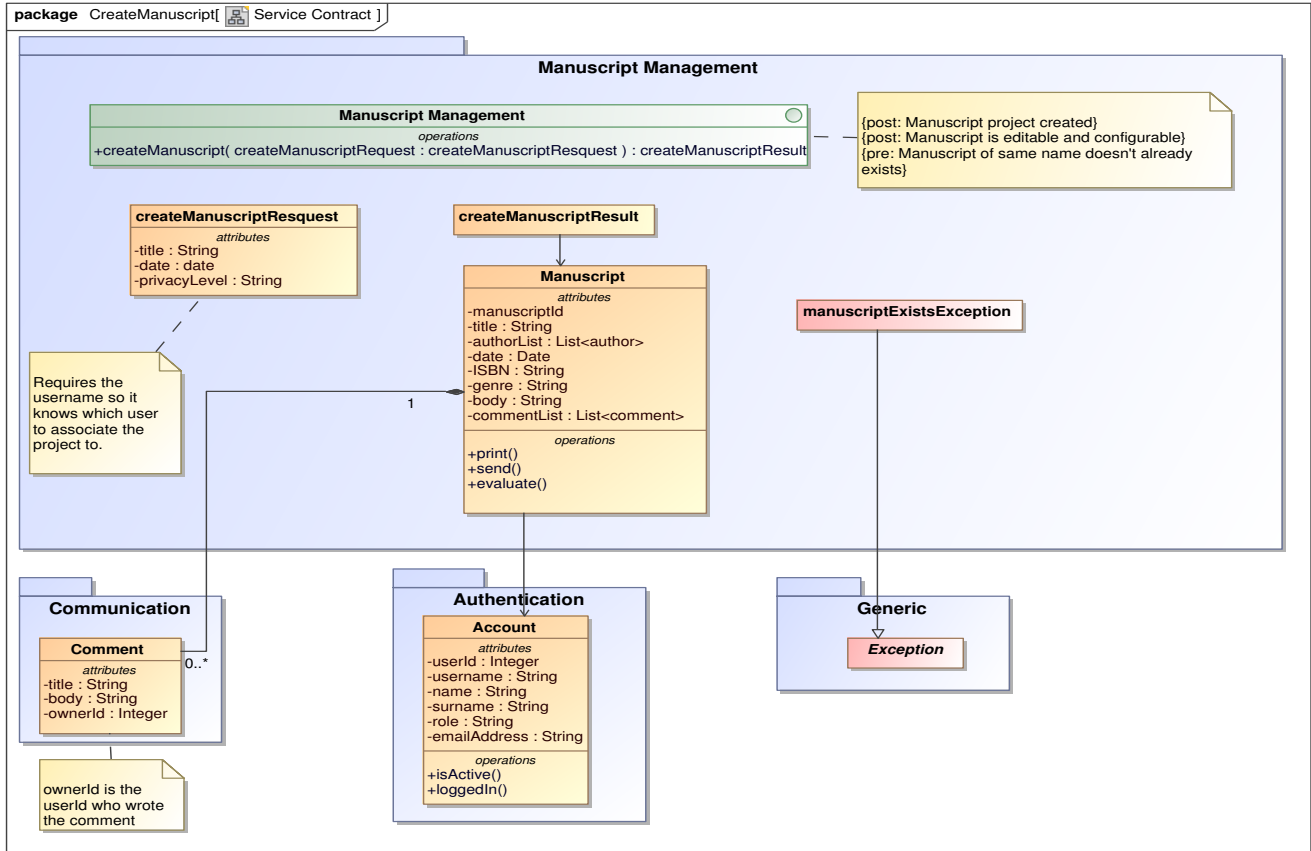 package CreateManuscript[ Service Contract ]
Manuscript Management
Manuscript Management
operations
+createManuscript( createManuscriptRequest : createManuscriptResquest ) : createManuscriptResult
{post: Manuscript project created}
{post: Manuscript is editable and configurable}
{pre: Manuscript of same name doesn't already
exists}
createManuscriptResquest
attributes
-title : String
-date : date
-privacyLevel : String
createManuscriptResult
Manuscript
attributes
-manuscriptId
-title : String
-authorList : List<author>
-date : Date
-ISBN : String
-genre : String
-body : String
-commentList : List<comment>
operations
+print()
+send()
+evaluate()
manuscriptExistsException
Requires the
username so it
knows which user
to associate the
project to.
1
Communication
Comment
attributes
-title : String
-body : String
-ownerId : Integer
0..*
ownerId is the
userId who wrote
the comment
Authentication
Account
attributes
-userId : Integer
-username : String
-name : String
-surname : String
-role : String
-emailAddress : String
operations
+isActive()
+loggedIn()
Generic
Exception